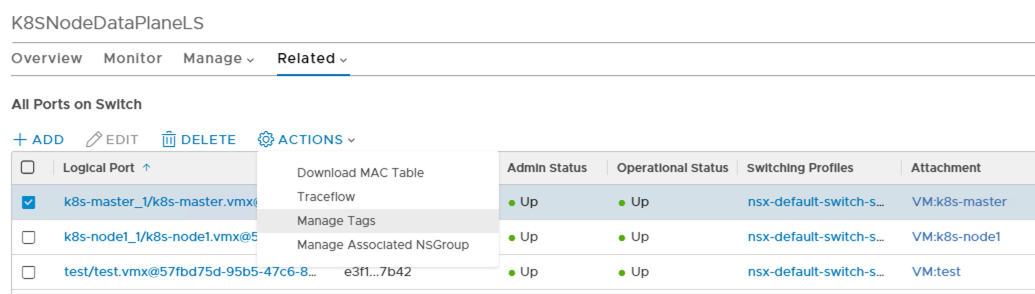 K8SNodeDataPlaneLS
Overview Monitor Manage Related
All Ports on Switch
+ ADD EDIT DELETE ACTIONS
Logical Port ↑ Admin Status Operational Status Switching Profiles Attachment
Download MAC Table
Traceflow
Manage Tags
Manage Associated NSGroup
k8s-master_1/k8s-master.vmx@ Up Up nsx-default-switch-s... VM:k8s-master
k8s-node1_1/k8s-node1.vmx@5 Up Up nsx-default-switch-s... VM:k8s-node1
test/test.vmx@57fbd75d-95b5-47c6-8... e3f1...7b42 Up Up nsx-default-switch-s... VM:test